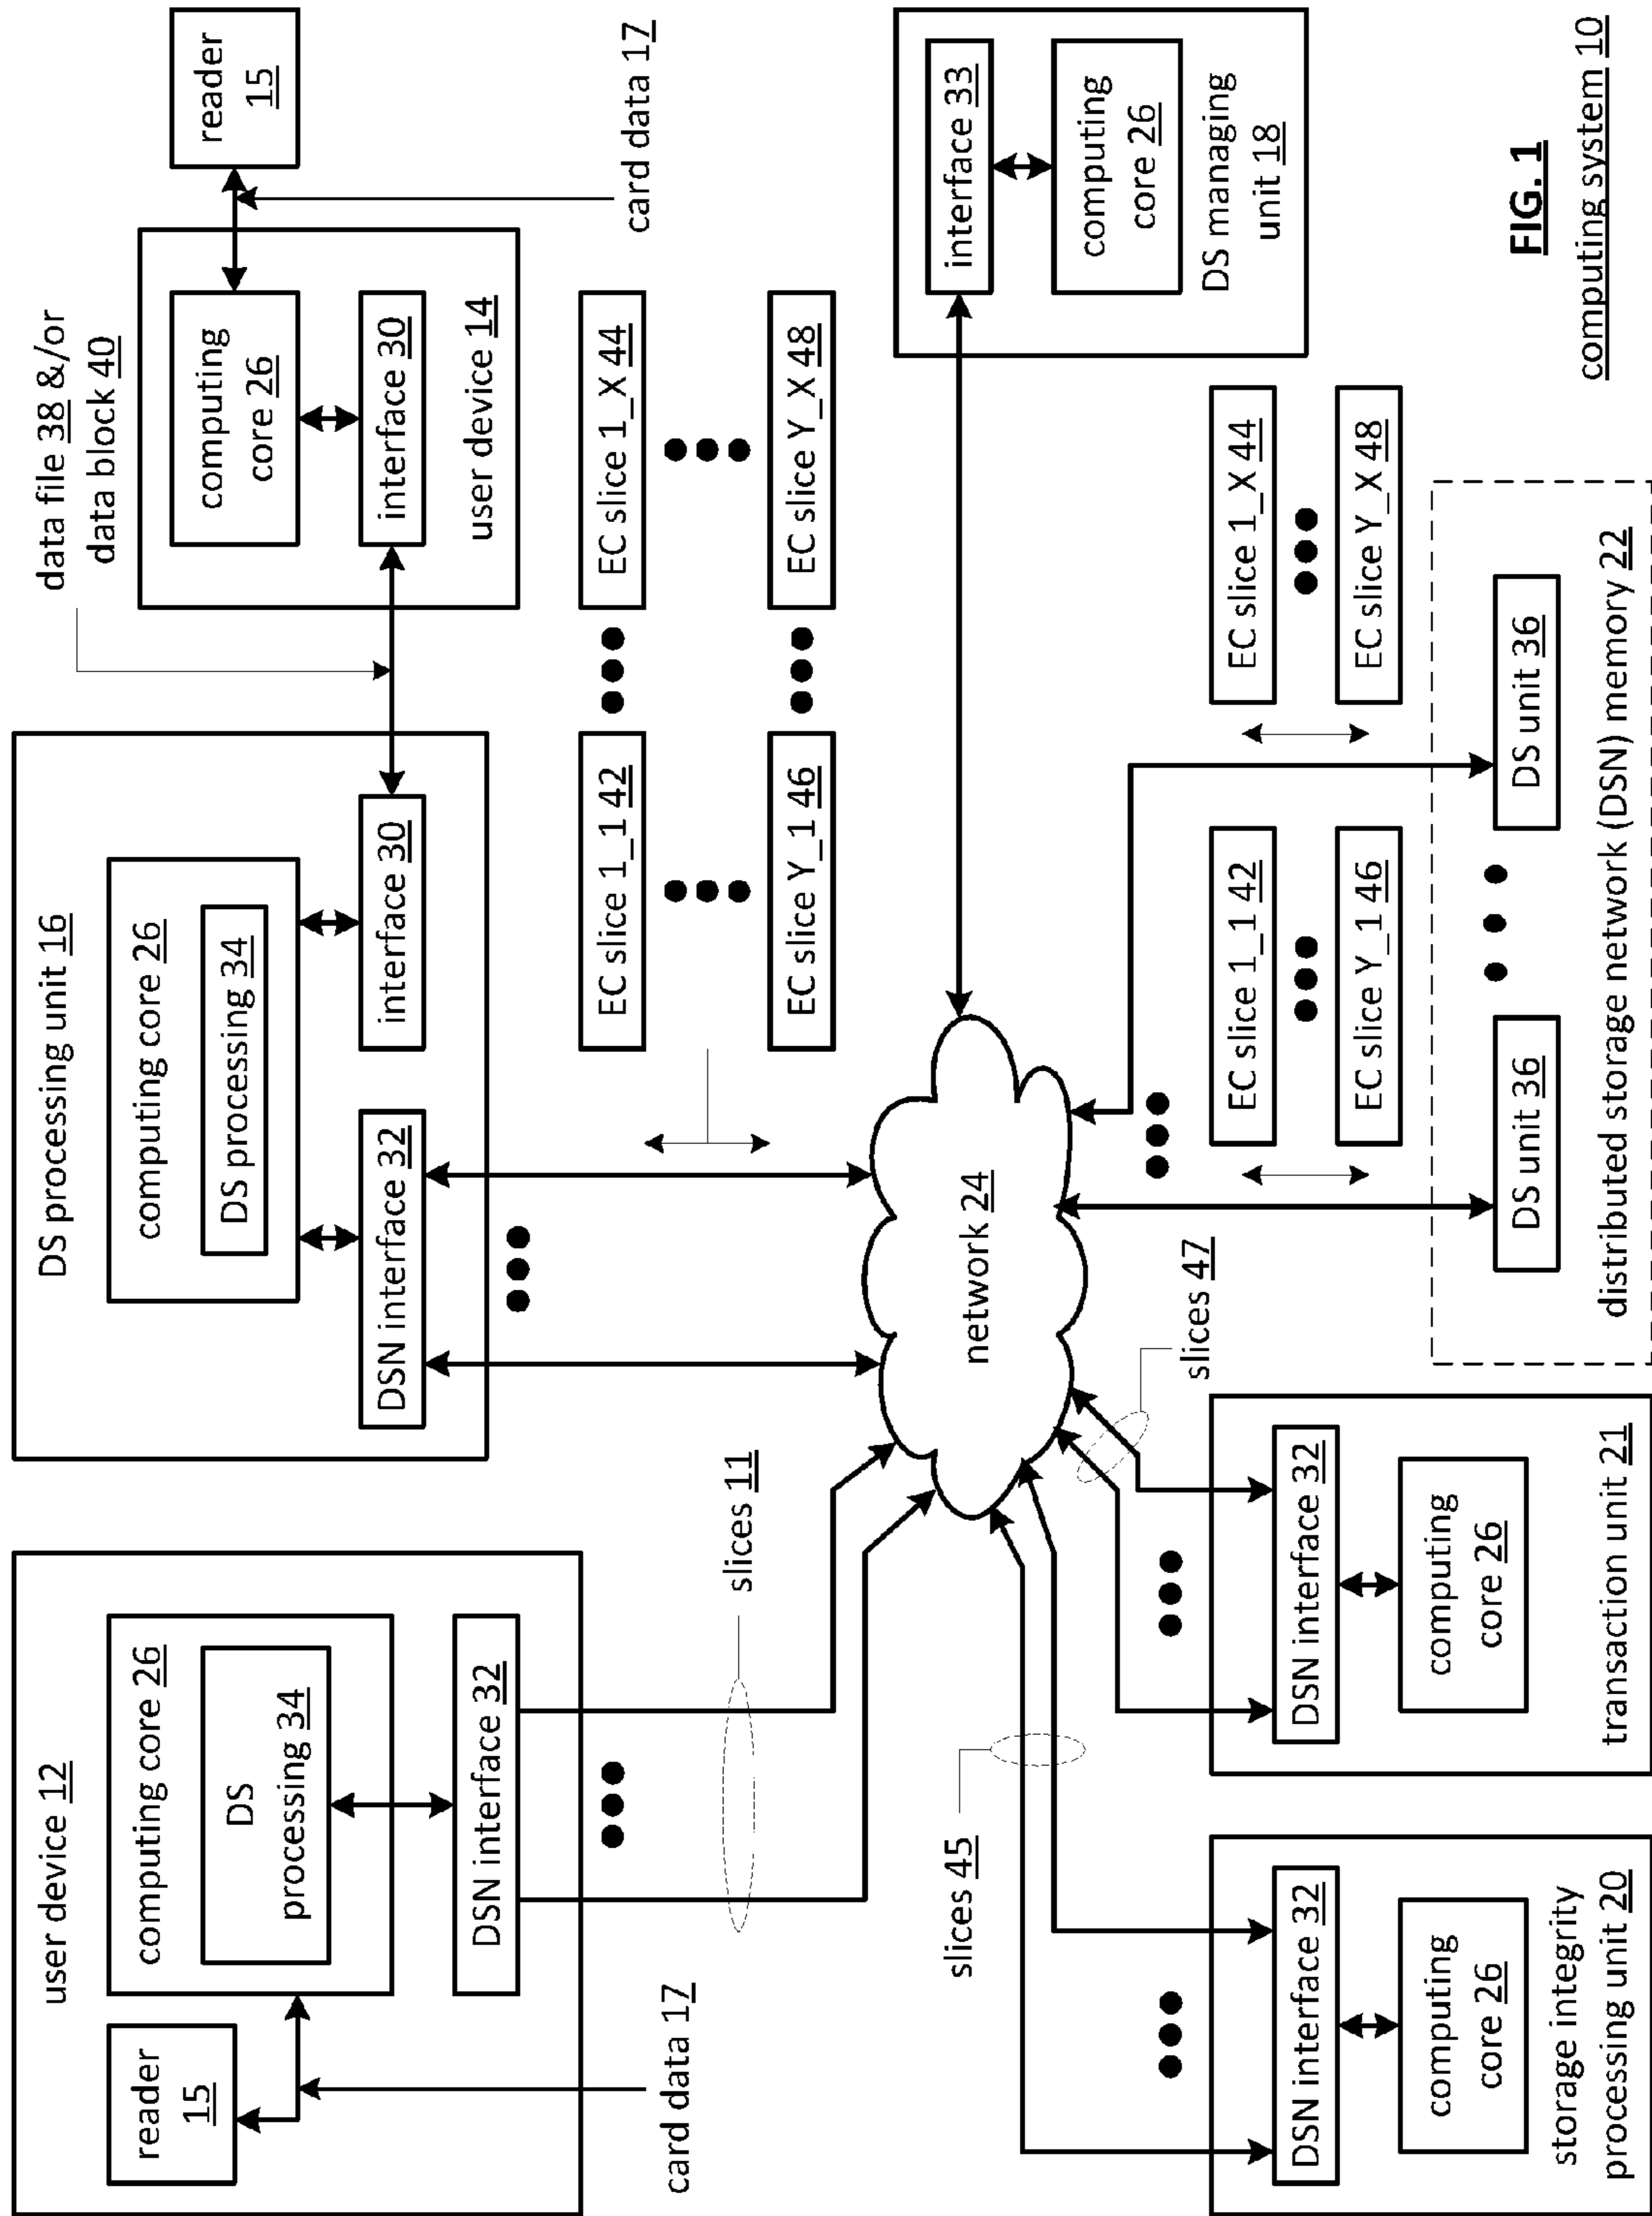 user device 12
computing core 26
DS
processing 34
reader
15
DSN interface 32
card data 17
slices 11
DS processing unit 16
computing core 26
DS processing 34
DSN interface 32
interface 30
data file 38 &/or
data block 40
computing
core 26
interface 30
user device 14
reader
15
card data 17
EC slice 1_1 42
EC slice 1_X 44
EC slice Y_1 46
EC slice Y_X 48
network 24
interface 33
computing
core 26
DS managing
unit 18
slices 45
slices 47
DSN interface 32
computing
core 26
storage integrity
processing unit 20
DSN interface 32
computing
core 26
transaction unit 21
EC slice 1_1 42
EC slice Y_1 46
EC slice 1_X 44
EC slice Y_X 48
DS unit 36
DS unit 36
distributed storage network (DSN) memory 22
FIG. 1
computing system 10